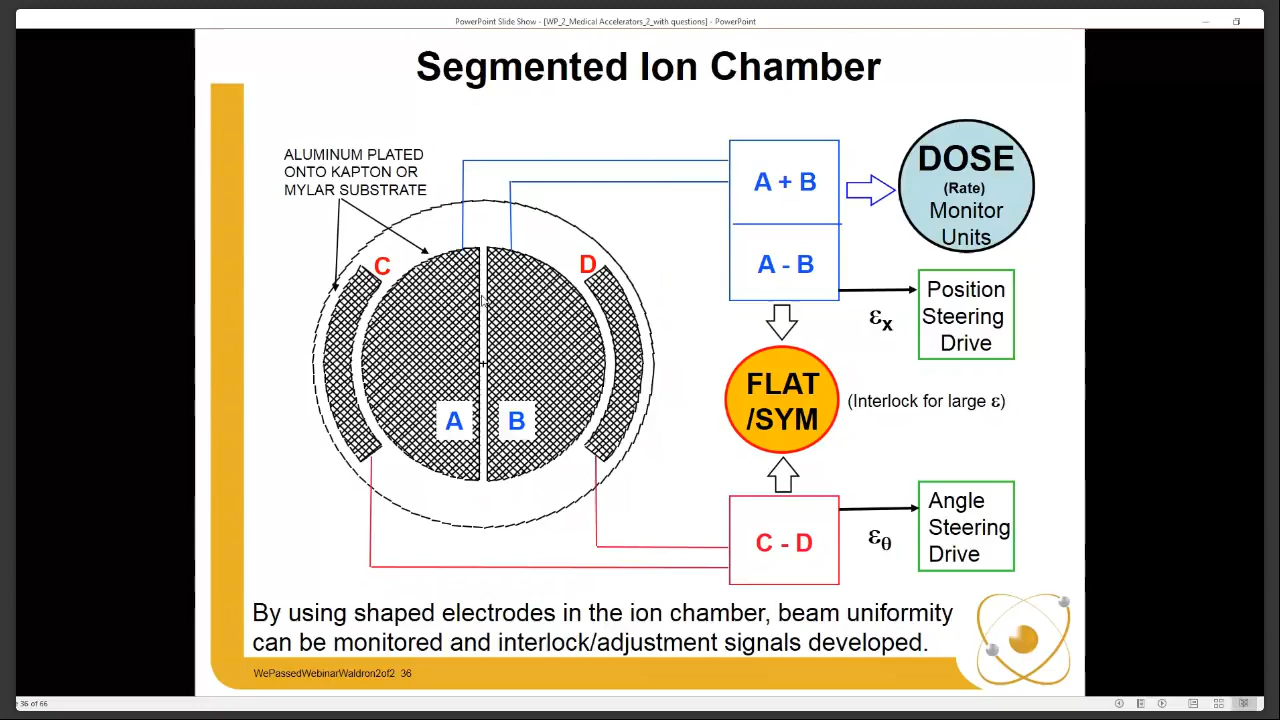 PowerPoint Slide Show - [WP_2_Medical Accelerators_2_with questions] - PowerPoint
Segmented Ion Chamber
ALUMINUM PLATED
ONTO KAPTON OR
MYLAR SUBSTRATE
C
D
A
B
A + B
A - B
DOSE
(Rate)
Monitor
Units
εx
Position
Steering
Drive
FLAT
/SYM
(Interlock for large ε)
C - D
εθ
Angle
Steering
Drive
By using shaped electrodes in the ion chamber, beam uniformity
can be monitored and interlock/adjustment signals developed.
WePassedWebinarWaldron2of2 36
e 36 of 66